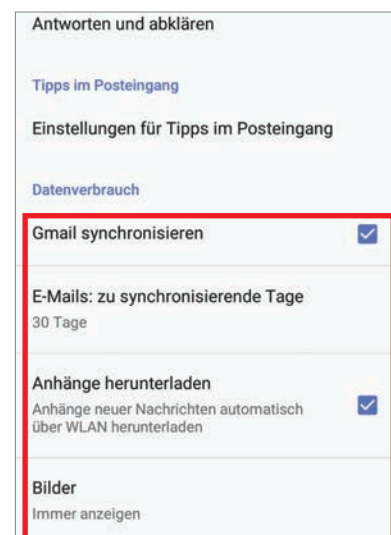 Antworten und abklären
Tipps im Posteingang
Einstellungen für Tipps im Posteingang
Datenverbrauch
Gmail synchronisieren
E-Mails: zu synchronisierende Tage
30 Tage
Anhänge herunterladen
Anhänge neuer Nachrichten automatisch
über WLAN herunterladen
Bilder
Immer anzeigen